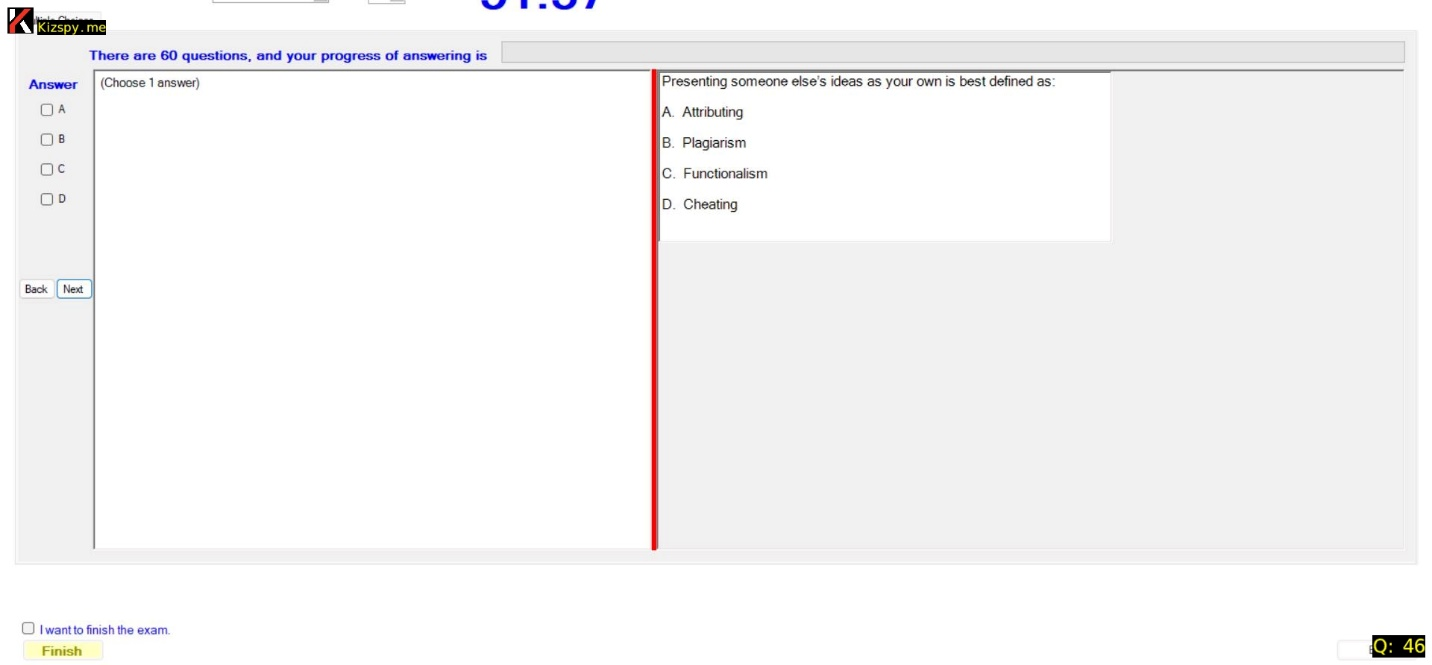 Kizspy.me
There are 60 questions, and your progress of answering is
Answer
A
B
C
D
Back Next
(Choose 1 answer)
Presenting someone else's ideas as your own is best defined as:
A. Attributing
B. Plagiarism
C. Functionalism
D. Cheating
I want to finish the exam.
Finish
Q: 46